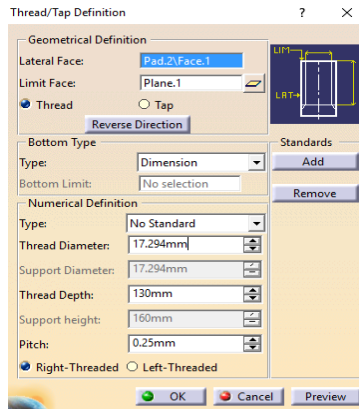 Thread/Tap Definition ? ×
Geometrical Definition
Lateral Face: Pad.2\Face.1
Limit Face: Plane.1
Thread Tap
Reverse Direction
LIM
LAT
Bottom Type
Type: Dimension
Bottom Limit: No selection
Standards
Add
Remove
Numerical Definition
Type: No Standard
Thread Diameter: 17.294mm
Support Diameter: 17.294mm
Thread Depth: 130mm
Support height: 160mm
Pitch: 0.25mm
Right-Threaded Left-Threaded
OK Cancel Preview